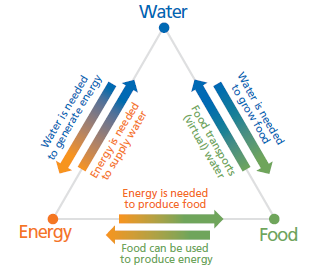 Water
Water is needed
to generate energy
Energy is needed
to supply water
Water is needed
to grow food
Food transports
(virtual) water
Energy is needed
to produce food
Energy
Food
Food can be used
to produce energy